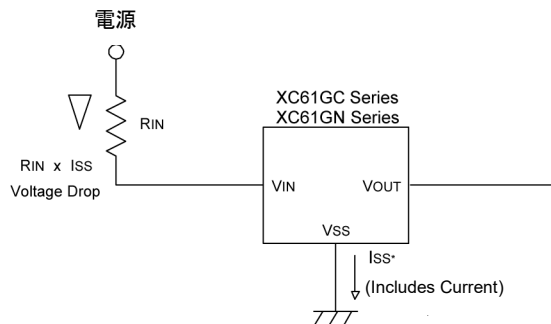 電源
XC61GC Series
XC61GN Series
RIN
RIN x ISS
Voltage Drop
VIN
VOUT
VSS
ISS*
(Includes Current)